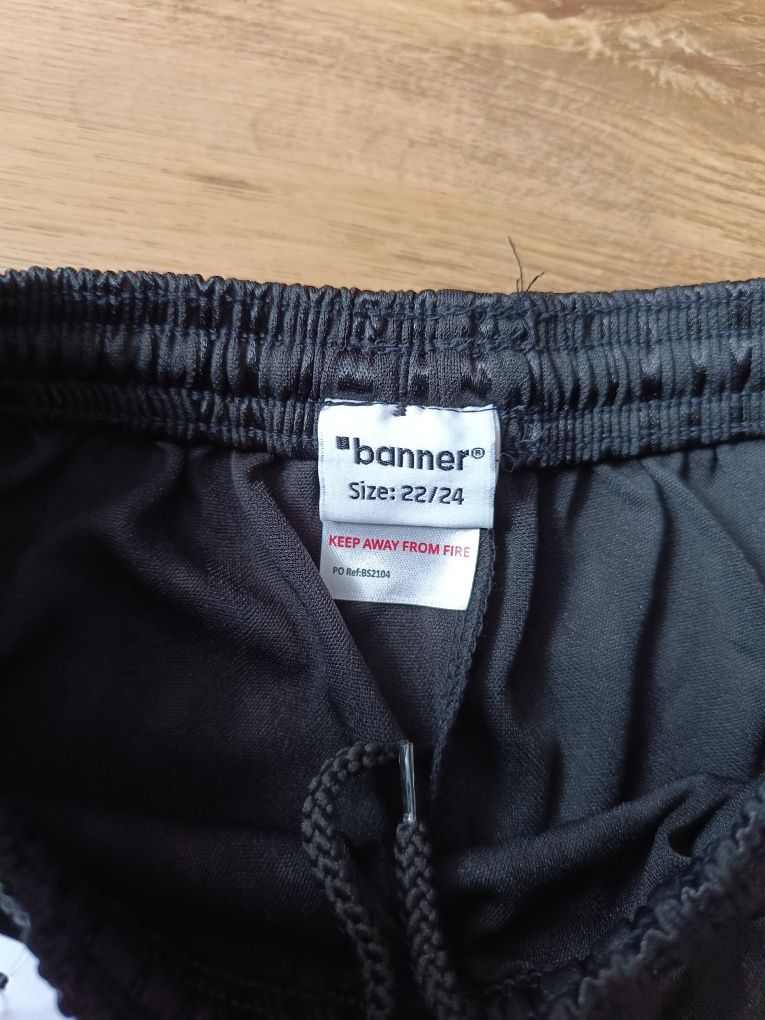 banner®
Size: 22/24
KEEP AWAY FROM FIRE
PO Ref:BS2104